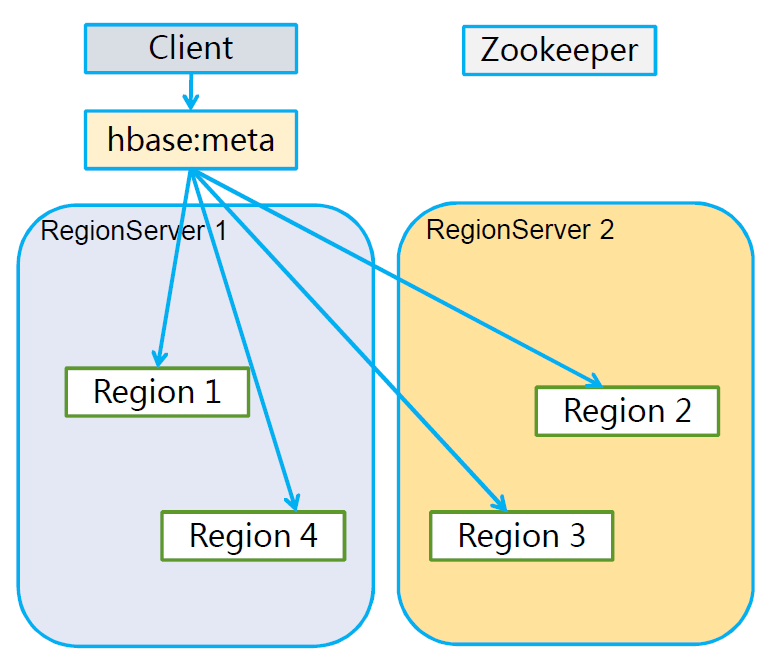 Client
Zookeeper
hbase:meta
RegionServer 1
RegionServer 2
Region 1
Region 2
Region 4
Region 3